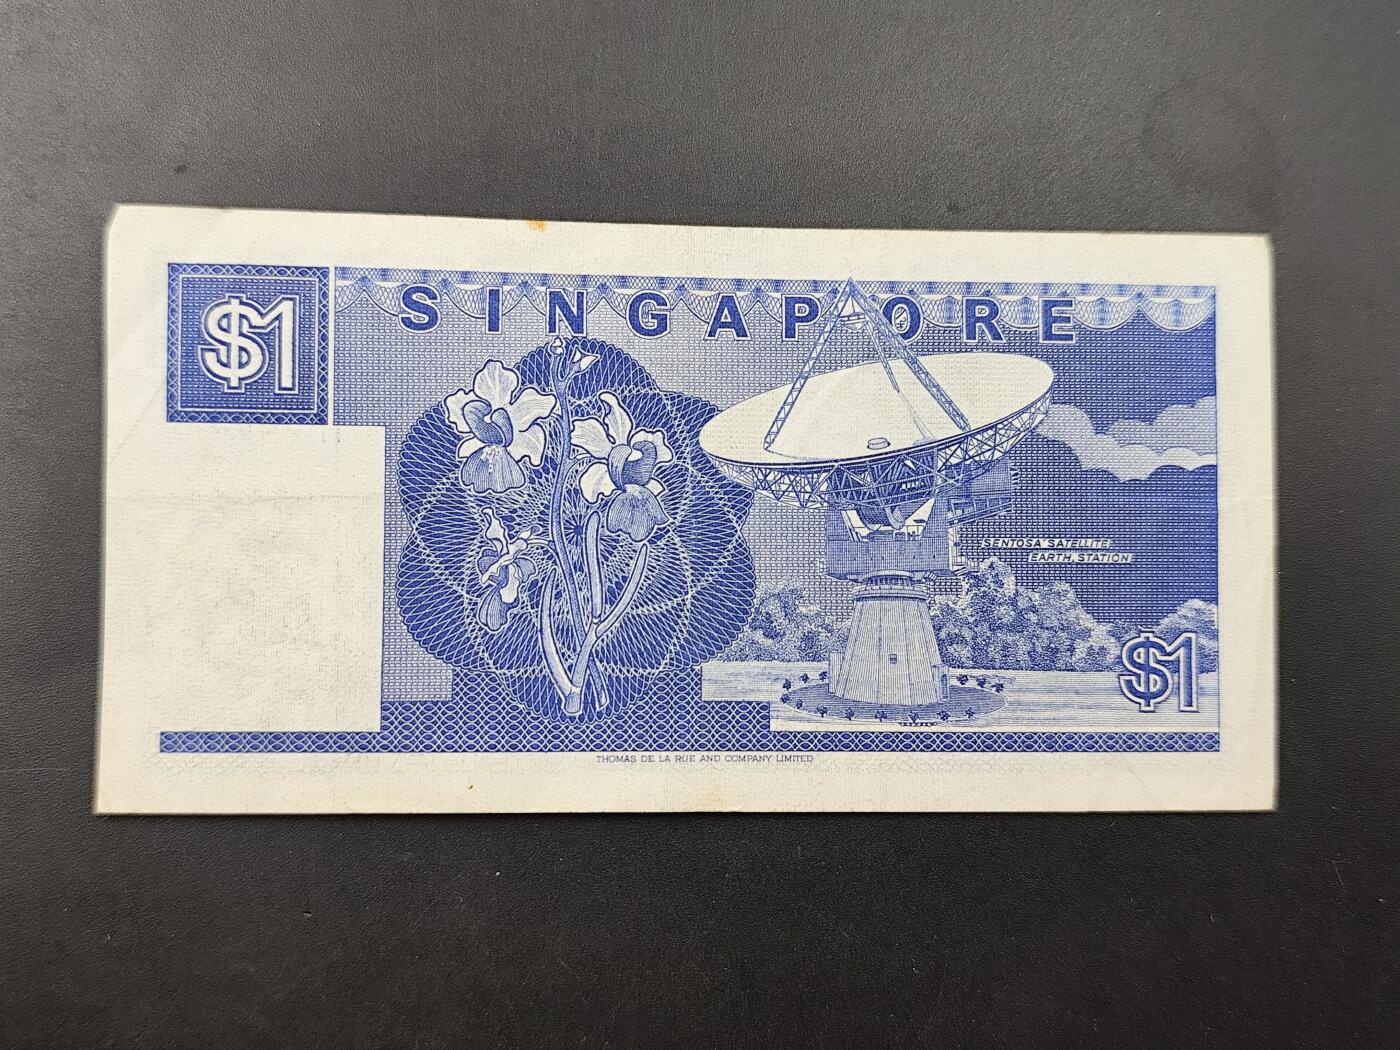 $1
SINGAPORE
SENTOSA SATELLITE
EARTH STATION
$1
THOMAS DE LA RUE AND COMPANY LIMITED